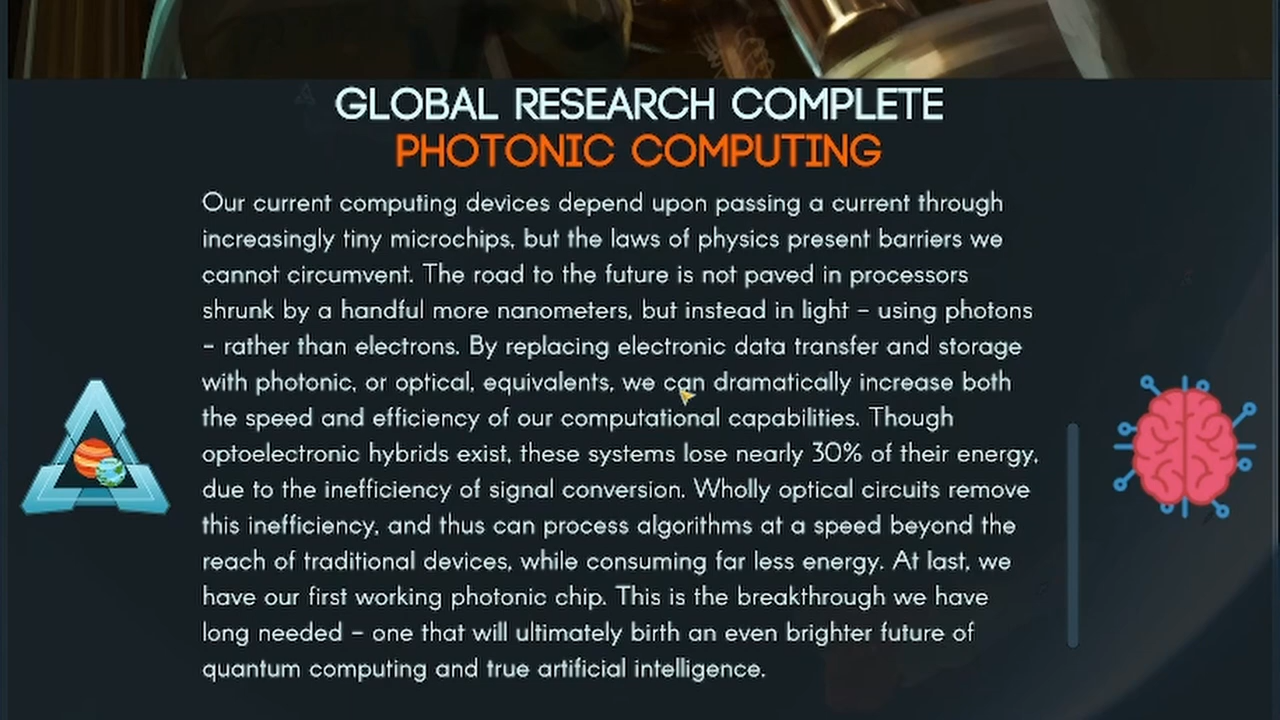 GLOBAL RESEARCH COMPLETE
PHOTONIC COMPUTING
Our current computing devices depend upon passing a current through
increasingly tiny microchips, but the laws of physics present barriers we
cannot circumvent. The road to the future is not paved in processors
shrunk by a handful more nanometers, but instead in light – using photons
– rather than electrons. By replacing electronic data transfer and storage
with photonic, or optical, equivalents, we can dramatically increase both
the speed and efficiency of our computational capabilities. Though
optoelectronic hybrids exist, these systems lose nearly 30% of their energy,
due to the inefficiency of signal conversion. Wholly optical circuits remove
this inefficiency, and thus can process algorithms at a speed beyond the
reach of traditional devices, while consuming far less energy. At last, we
have our first working photonic chip. This is the breakthrough we have
long needed – one that will ultimately birth an even brighter future of
quantum computing and true artificial intelligence.